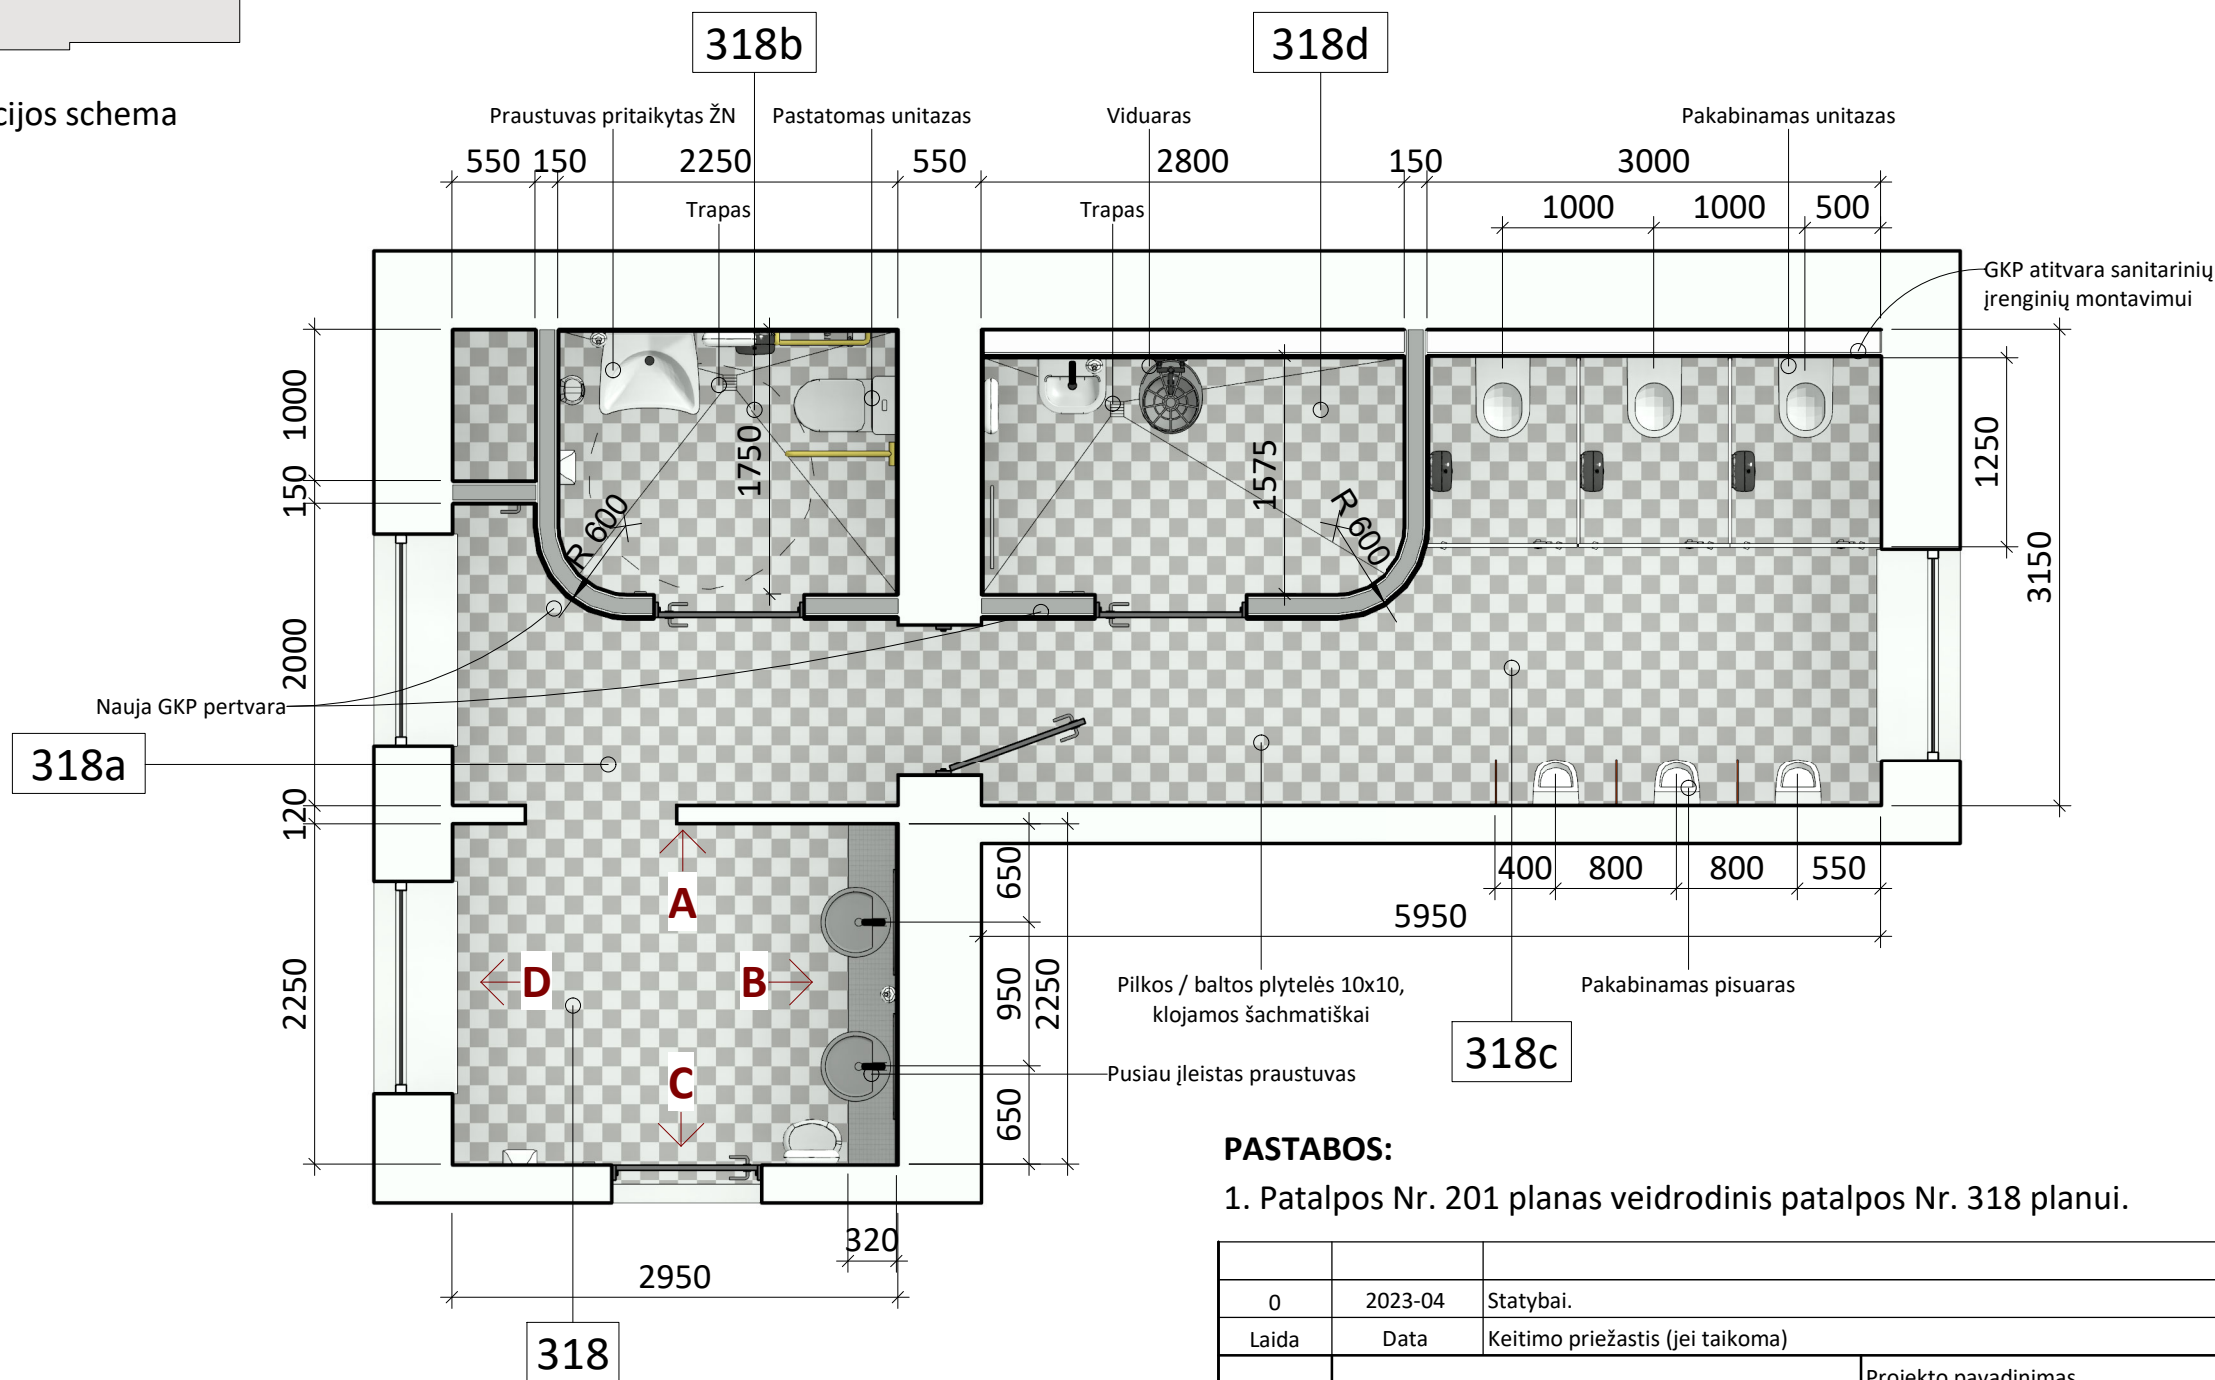 318b
318d
cijos schema
Praustuvas pritaikytas ŽN
Pastatomas unitazas
Viduaras
Pakabinamas unitazas
550 150 2250 550 2800 150 3000
Trapas
Trapas
1000 1000 500
GKP atitvara sanitarinių
įrenginių montavimui
1000
150
2000
120
2250
1750
R 600
1575
R 600
1250
3150
Nauja GKP pertvara
318a
A
B
C
D
650
950
650
2250
400 800 800 550
5950
Pilkos / baltos plytelės 10x10,
klojamos šachmatiškai
Pakabinamas pisuaras
318c
Pusiau įleistas praustuvas
320
2950
318
PASTABOS:
1. Patalpos Nr. 201 planas veidrodinis patalpos Nr. 318 planui.
0 2023-04 Statybai.
Laida Data Keitimo priežastis (jei taikoma)
Projekto pavadinimas